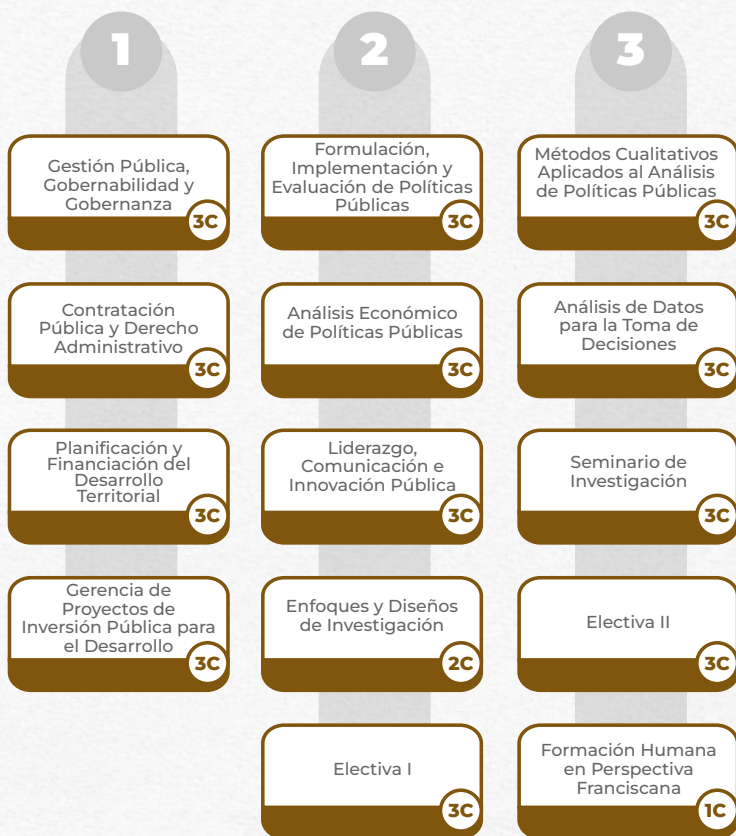 1
Gestión Pública,
Gobernabilidad y
Gobernanza
3C
Contratación
Pública y Derecho
Administrativo
3C
Planificación y
Financiación del
Desarrollo
Territorial
3C
Gerencia de
Proyectos de
Inversión Pública para
el Desarrollo
3C
2
Formulación,
Implementación y
Evaluación de Políticas
Públicas
3C
Análisis Económico
de Políticas Públicas
3C
Liderazgo,
Comunicación e
Innovación Pública
3C
Enfoques y Diseños
de Investigación
2C
Electiva I
3C
3
Métodos Cualitativos
Aplicados al Análisis
de Políticas Públicas
3C
Análisis de Datos
para la Toma de
Decisiones
3C
Seminario de
Investigación
3C
Electiva II
3C
Formación Humana
en Perspectiva
Franciscana
1C